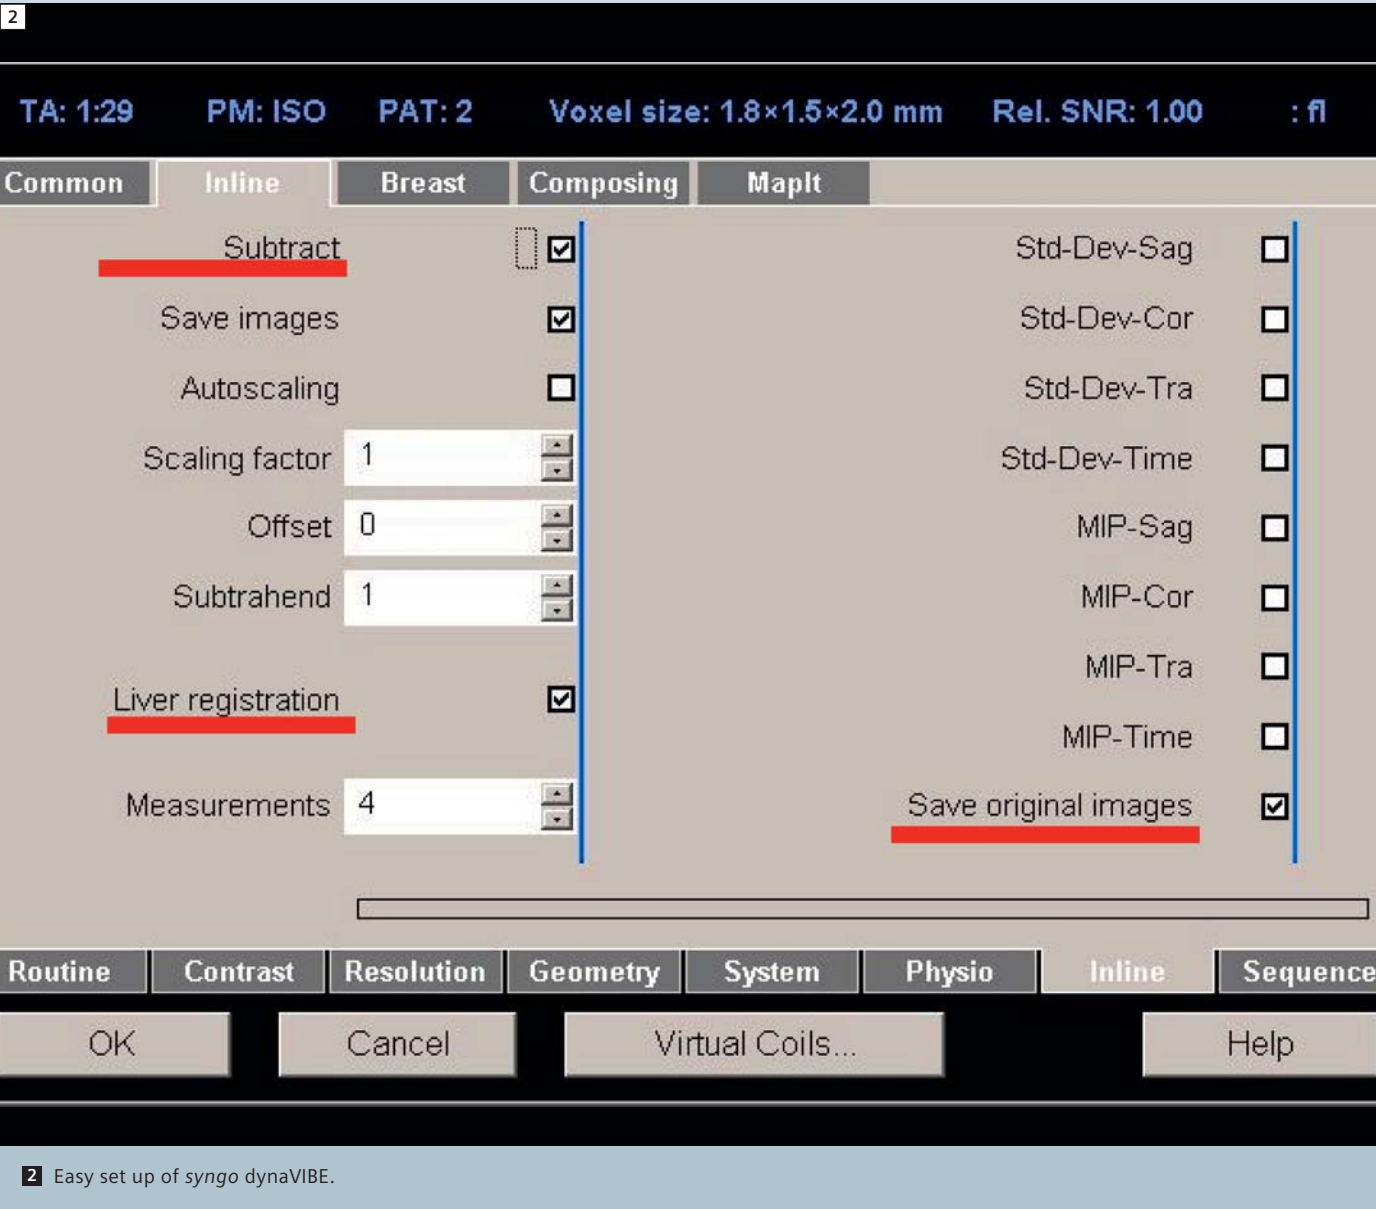 2
TA: 1:29 PM: ISO PAT: 2 Voxel size: 1.8×1.5×2.0 mm Rel. SNR: 1.00 : fl
Common Inline Breast Composing MapIt
Subtract Std-Dev-Sag
Save images Std-Dev-Cor
Autoscaling Std-Dev-Tra
Scaling factor 1 Std-Dev-Time
Offset 0 MIP-Sag
Subtrahend 1 MIP-Cor
MIP-Tra
Liver registration
MIP-Time
Measurements 4 Save original images
Routine Contrast Resolution Geometry System Physio Inline Sequence
OK Cancel Virtual Coils... Help
2 Easy set up of syngo dynaVIBE.